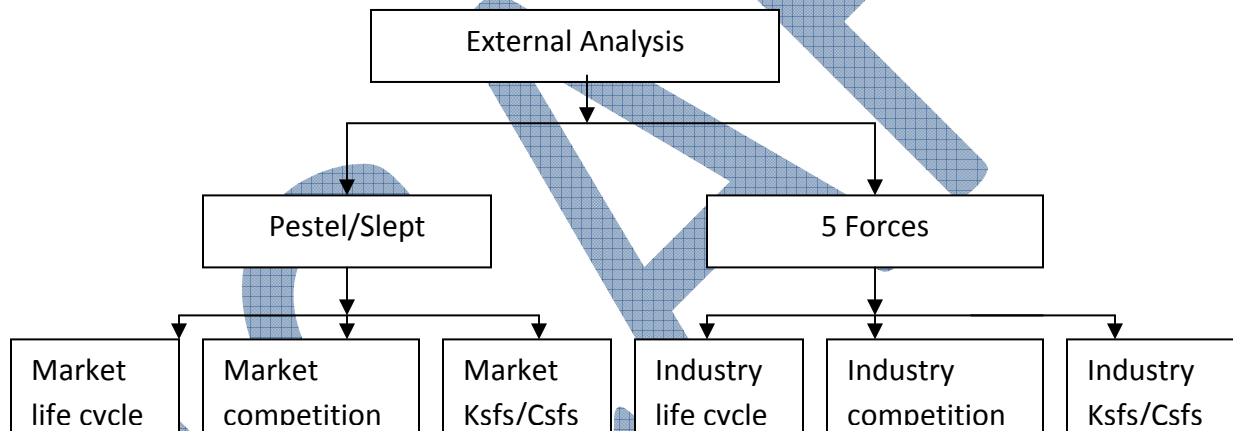 External Analysis
Pestel/Slept
5 Forces
Market
life cycle
Market
competition
Market
Ksfs/Csfs
Industry
life cycle
Industry
competition
Industry
Ksfs/Csfs